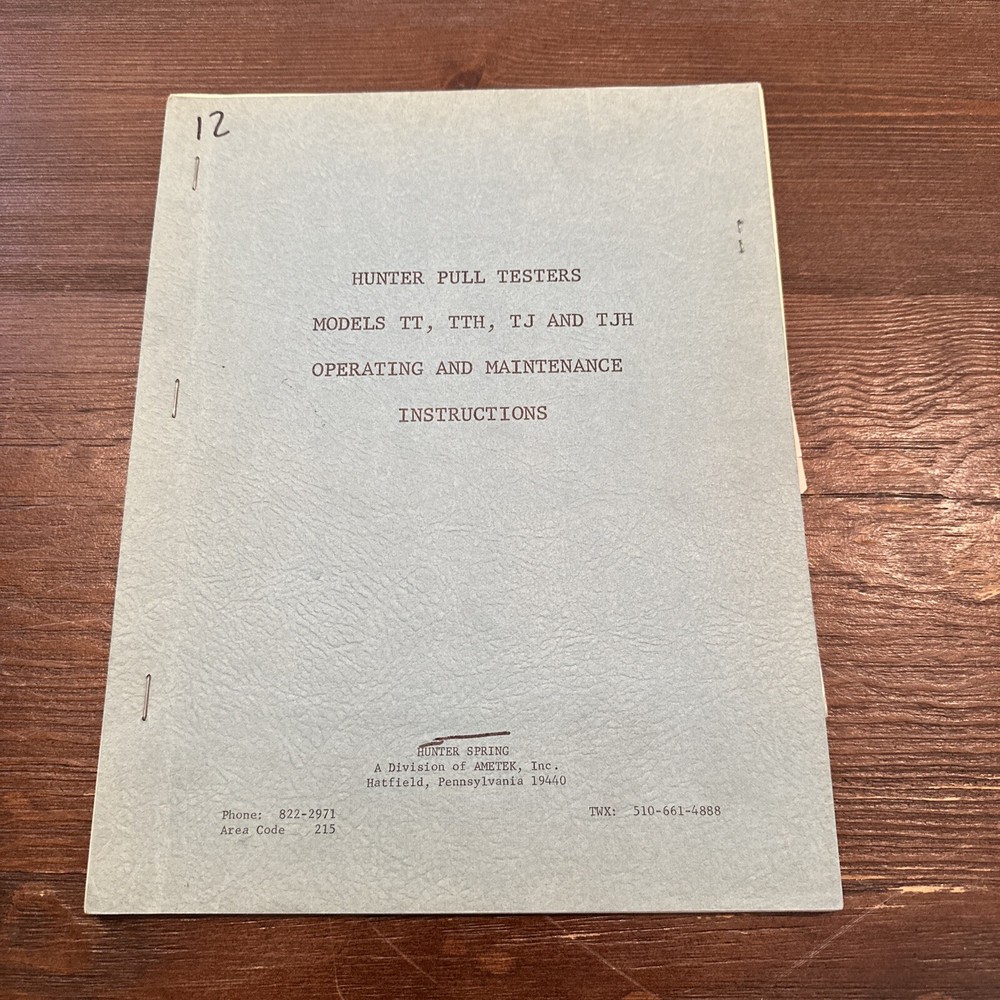 12
HUNTER PULL TESTERS
MODELS TT, TTH, TJ AND TJH
OPERATING AND MAINTENANCE
INSTRUCTIONS
HUNTER SPRING
A Division of AMETEK, Inc.
Hatfield, Pennsylvania 19440
Phone: 822-2971 TWX: 510-661-4888
Area Code 215